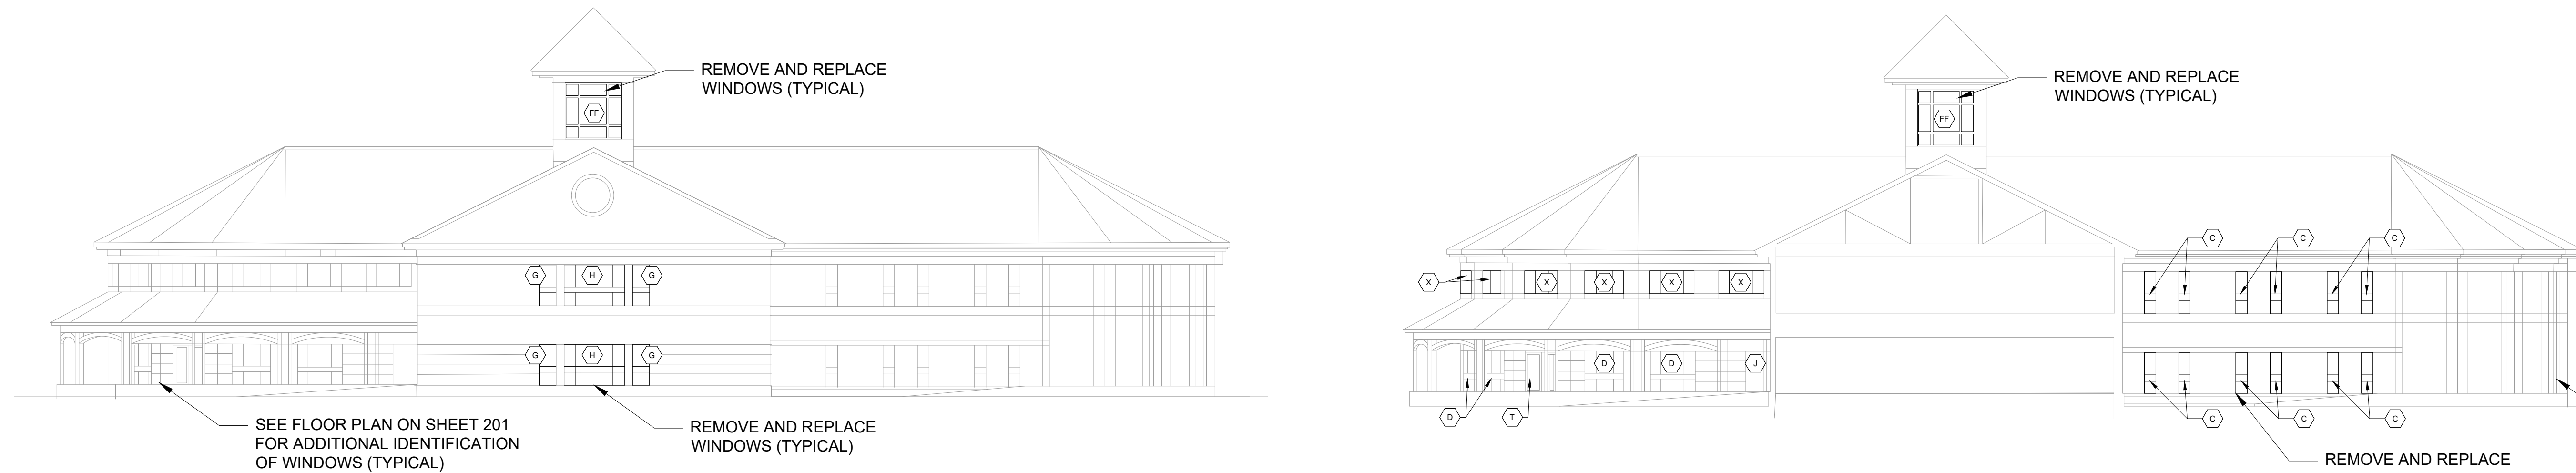 REMOVE AND REPLACE
WINDOWS (TYPICAL)
FF
G
H
G
G
H
G
SEE FLOOR PLAN ON SHEET 201
FOR ADDITIONAL IDENTIFICATION
OF WINDOWS (TYPICAL)
REMOVE AND REPLACE
WINDOWS (TYPICAL)
REMOVE AND REPLACE
WINDOWS (TYPICAL)
FF
C
C
C
X
X
X
X
X
D
D
J
D
T
C
C
C
REMOVE AND REPLACE